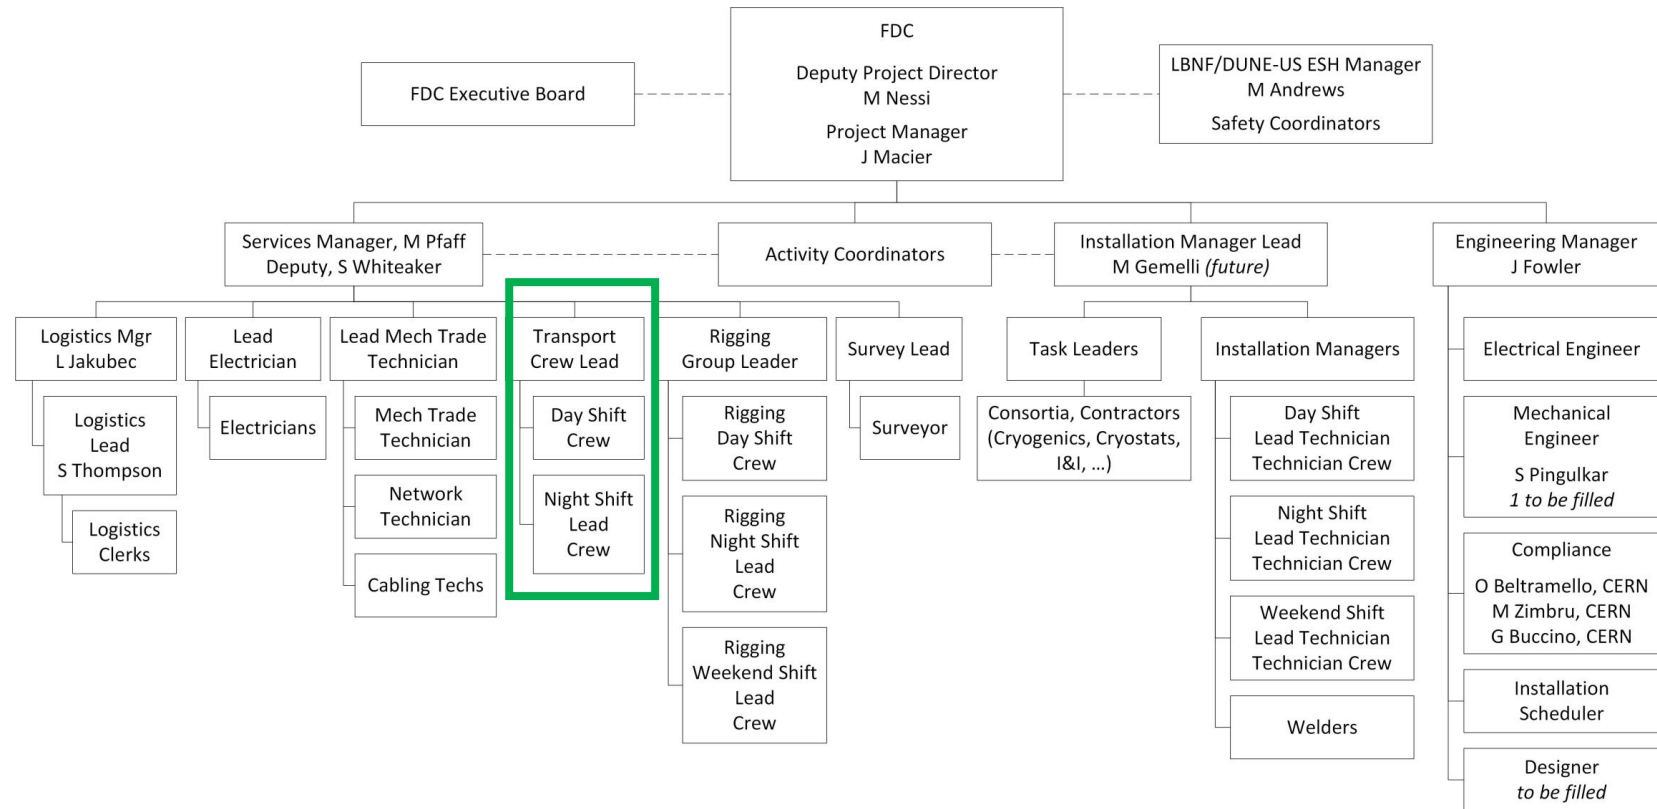 FDC
Deputy Project Director
M Nessi
Project Manager
J Macier
FDC Executive Board
LBNF/DUNE-US ESH Manager
M Andrews
Safety Coordinators
Services Manager, M Pfaff
Deputy, S Whiteaker
Activity Coordinators
Installation Manager Lead
M Gemelli (future)
Engineering Manager
J Fowler
Logistics Mgr
L Jakubec
Logistics
Lead
S Thompson
Logistics
Clerks
Lead
Electrician
Electricians
Lead Mech Trade
Technician
Mech Trade
Technician
Network
Technician
Cabling Techs
Transport
Crew Lead
Day Shift
Crew
Night Shift
Lead
Crew
Rigging
Group Leader
Rigging
Day Shift
Crew
Rigging
Night Shift
Lead
Crew
Rigging
Weekend Shift
Lead
Crew
Survey Lead
Surveyor
Task Leaders
Consortia, Contractors
(Cryogenics, Cryostats,
I&I, …)
Installation Managers
Day Shift
Lead Technician
Technician Crew
Night Shift
Lead Technician
Technician Crew
Weekend Shift
Lead Technician
Technician Crew
Welders
Electrical Engineer
Mechanical
Engineer
S Pingulkar
1 to be filled
Compliance
O Beltramello, CERN
M Zimbru, CERN
G Buccino, CERN
Installation
Scheduler
Designer
to be filled